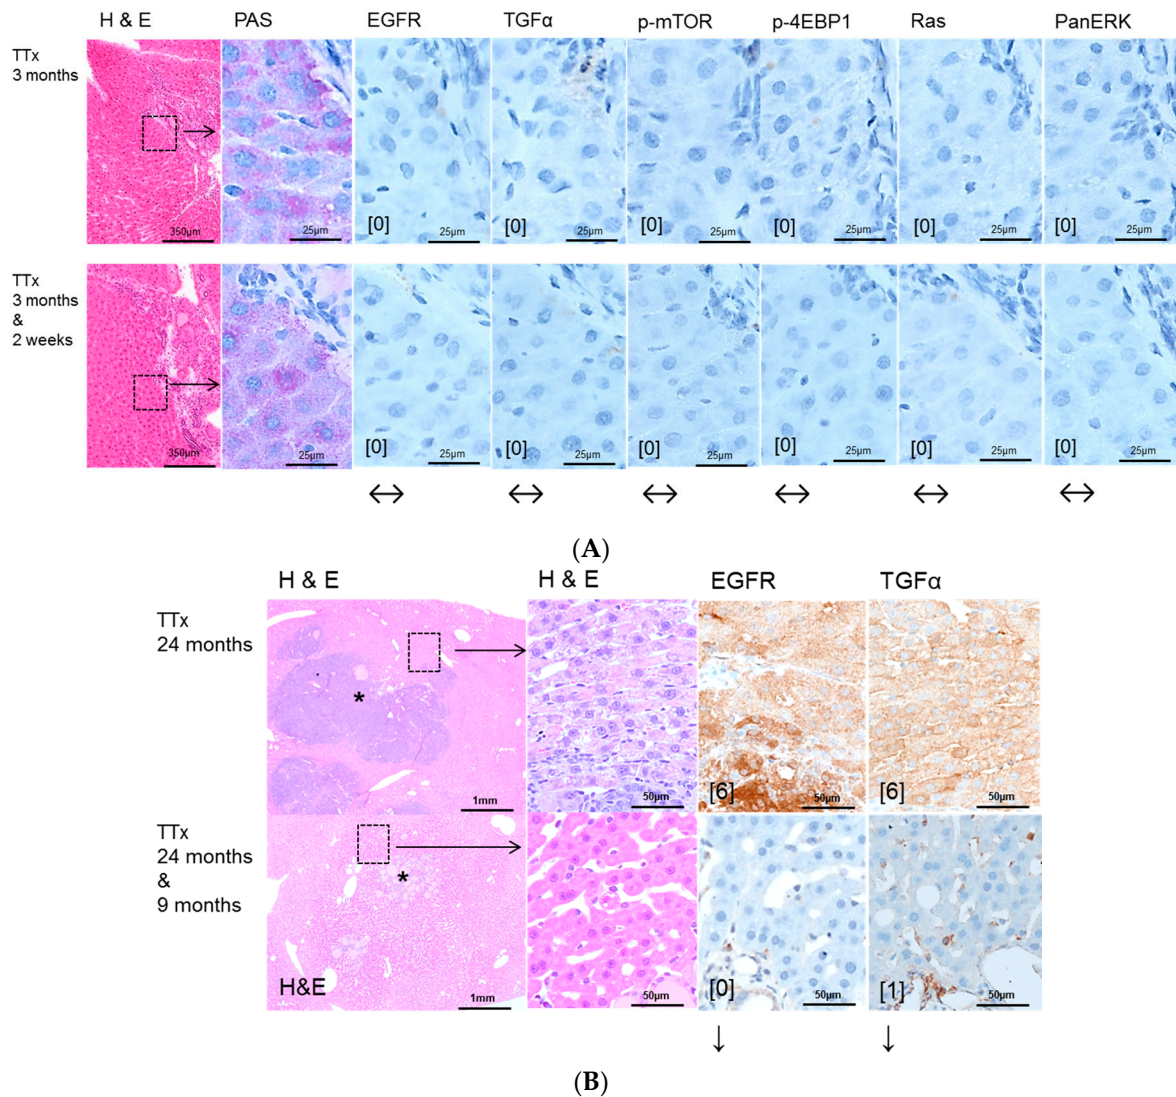 H & E PAS EGFR TGFα p-mTOR p-4EBP1 Ras PanERK
TTx
3 months
[0] [0] [0] [0] [0] [0]
350µm 25µm 25µm 25µm 25µm 25µm 25µm 25µm
TTx
3 months
&
2 weeks
[0] [0] [0] [0] [0] [0]
350µm 25µm 25µm 25µm 25µm 25µm 25µm 25µm
↔ ↔ ↔ ↔ ↔ ↔
(A)
H & E H & E EGFR TGFα
TTx
24 months
*
[6] [6]
1mm 50µm 50µm 50µm
TTx
24 months
&
9 months
*
H&E [0] [1]
1mm 50µm 50µm 50µm
↓ ↓
(B)